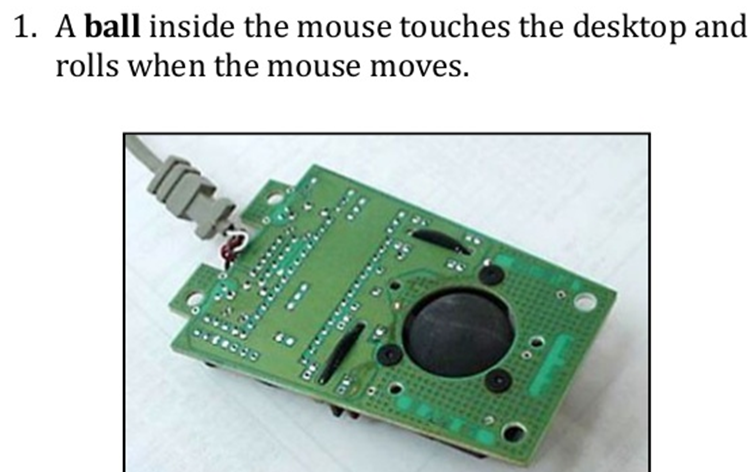 1. A ball inside the mouse touches the desktop and
rolls when the mouse moves.